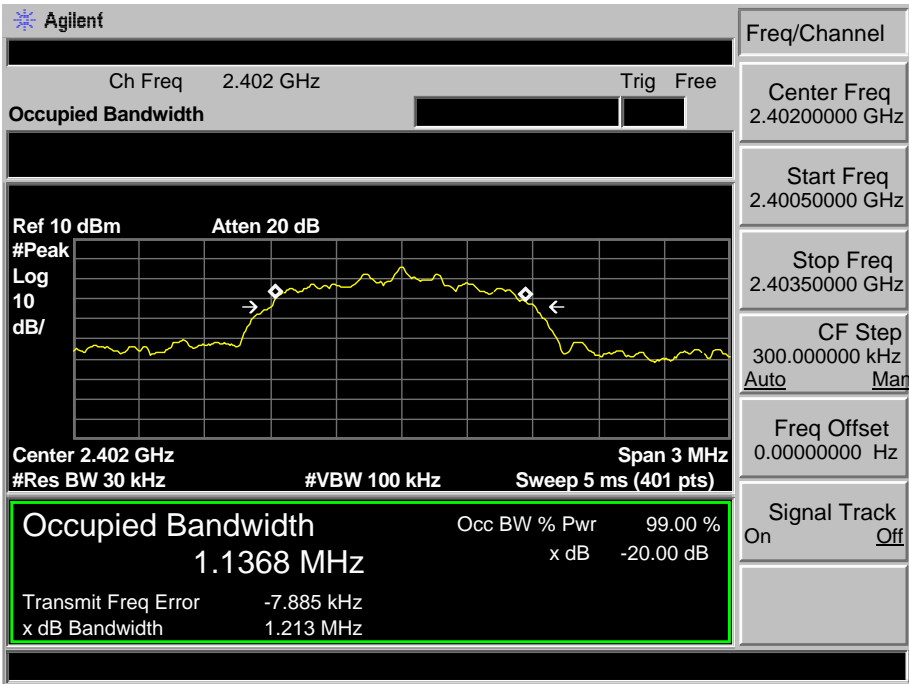 Agilent
Freq/Channel
Ch Freq 2.402 GHz Trig Free
Occupied Bandwidth
Center Freq
2.40200000 GHz
Start Freq
2.40050000 GHz
Stop Freq
2.40350000 GHz
CF Step
300.000000 kHz
Auto Man
Freq Offset
0.00000000 Hz
Signal Track
On Off
Ref 10 dBm Atten 20 dB
#Peak
Log
10
dB/
Center 2.402 GHz Span 3 MHz
#Res BW 30 kHz #VBW 100 kHz Sweep 5 ms (401 pts)
Occupied Bandwidth Occ BW % Pwr 99.00 %
1.1368 MHz x dB -20.00 dB
Transmit Freq Error -7.885 kHz
x dB Bandwidth 1.213 MHz